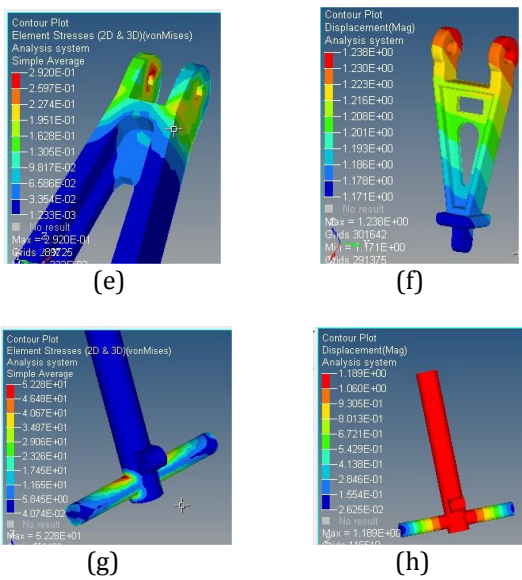 Contour Plot
Element Stresses (2D & 3D)(vonMises)
Analysis system
Simple Average
2.920E-01
2.597E-01
2.274E-01
1.951E-01
1.628E-01
1.305E-01
9.817E-02
6.586E-02
3.354E-02
1.233E-03
No result
Max = 2.920E-01
Grids 289725
(e)
Contour Plot
Displacement(Mag)
Analysis system
1.238E+00
1.230E+00
1.223E+00
1.216E+00
1.208E+00
1.201E+00
1.193E+00
1.186E+00
1.178E+00
1.171E+00
No result
Max = 1.238E+00
Grids 301642
Min = 1.171E+00
Grids 291375
(f)
Contour Plot
Element Stresses (2D & 3D)(vonMises)
Analysis system
Simple Average
5.228E+01
4.648E+01
4.067E+01
3.487E+01
2.906E+01
2.326E+01
1.745E+01
1.165E+01
5.845E+00
4.074E-02
No result
Max = 5.228E+01
(g)
Contour Plot
Displacement(Mag)
Analysis system
1.189E+00
1.060E+00
9.305E-01
8.013E-01
6.721E-01
5.429E-01
4.138E-01
2.846E-01
1.554E-01
2.625E-02
No result
Max = 1.189E+00
(h)